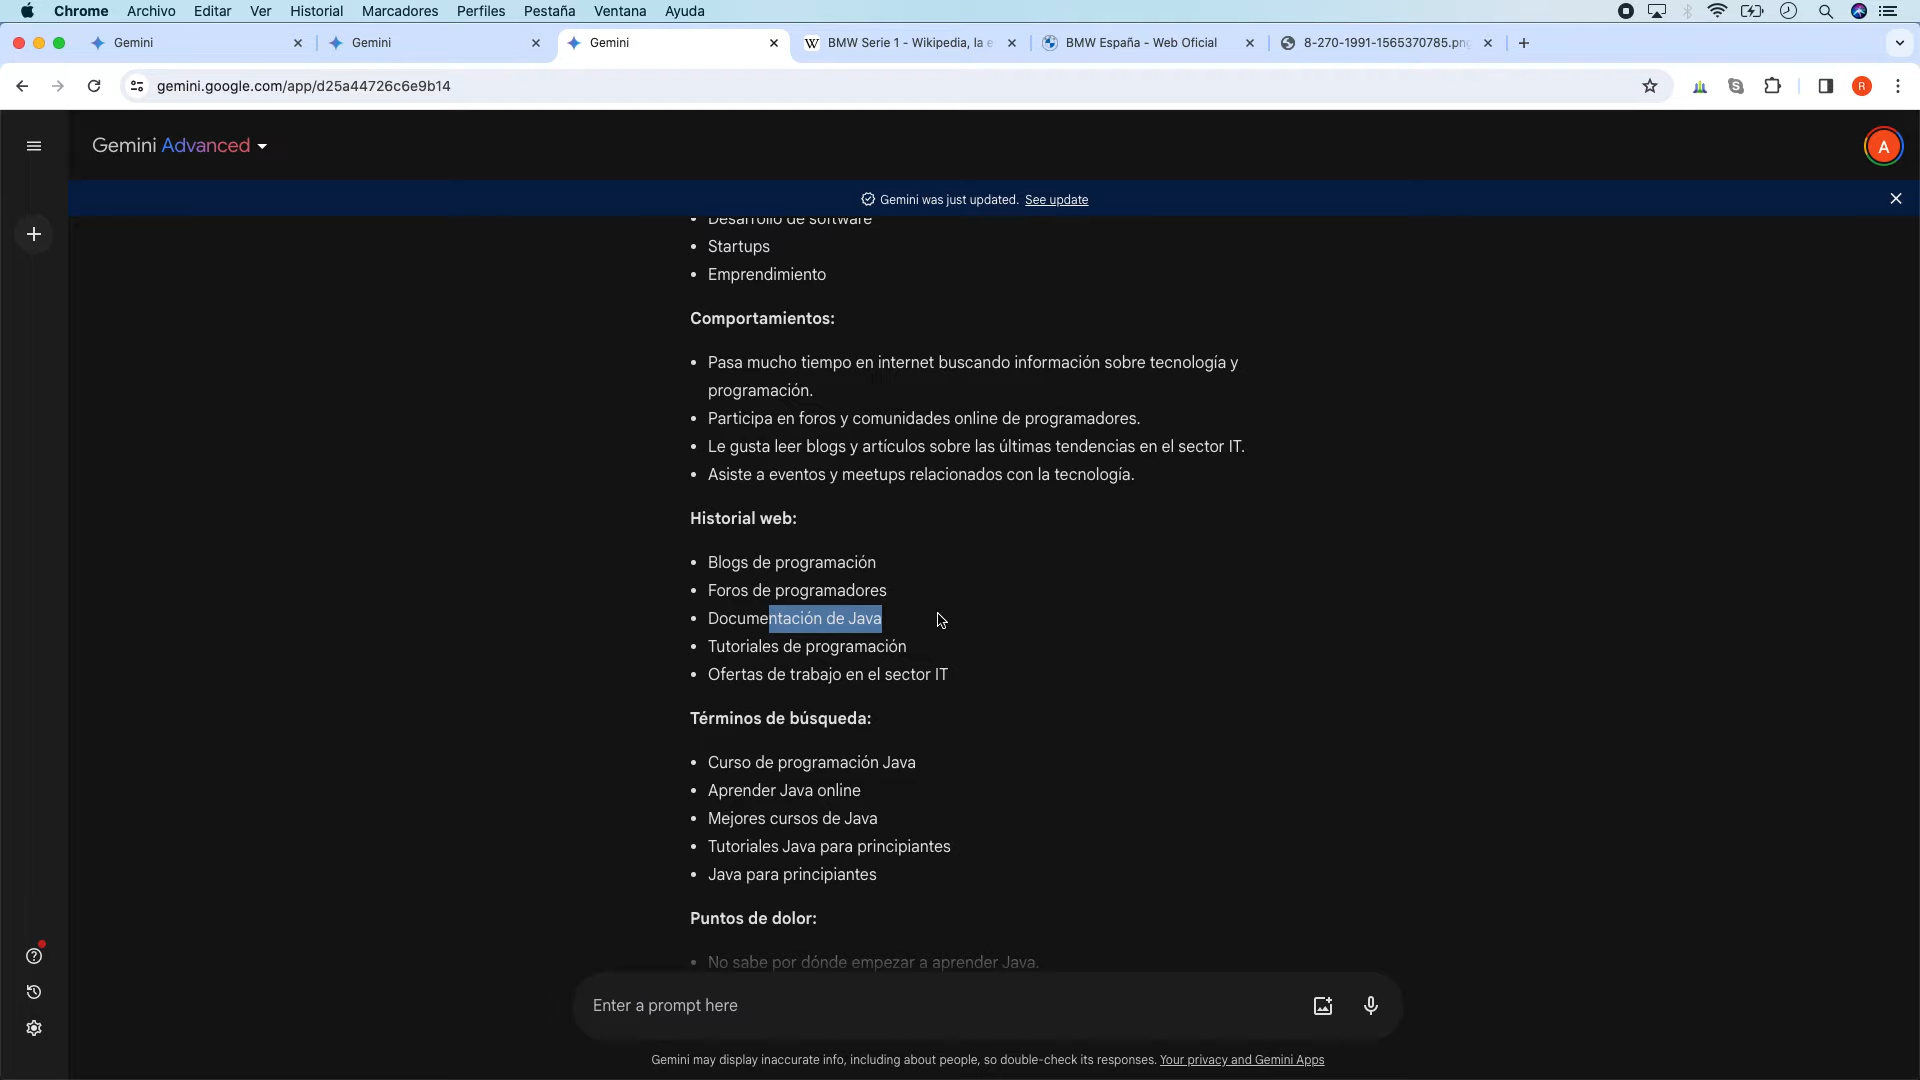 Chrome Archivo Editar Ver Historial Marcadores Perfiles Pestaña Ventana Ayuda
Gemini Gemini Gemini W BMW Serie 1 - Wikipedia, la e BMW España - Web Oficial 8-270-1991-1565370785.png
gemini.google.com/app/d25a44726c6e9b14 R
Gemini Advanced A
Gemini was just updated. See update
• Desarrollo de software
• Startups
• Emprendimiento
Comportamientos:
• Pasa mucho tiempo en internet buscando información sobre tecnología y
programación.
• Participa en foros y comunidades online de programadores.
• Le gusta leer blogs y artículos sobre las últimas tendencias en el sector IT.
• Asiste a eventos y meetups relacionados con la tecnología.
Historial web:
• Blogs de programación
• Foros de programadores
• Documentación de Java
• Tutoriales de programación
• Ofertas de trabajo en el sector IT
Términos de búsqueda:
• Curso de programación Java
• Aprender Java online
• Mejores cursos de Java
• Tutoriales Java para principiantes
• Java para principiantes
Puntos de dolor:
• No sabe por dónde empezar a aprender Java.
Enter a prompt here
Gemini may display inaccurate info, including about people, so double-check its responses. Your privacy and Gemini Apps